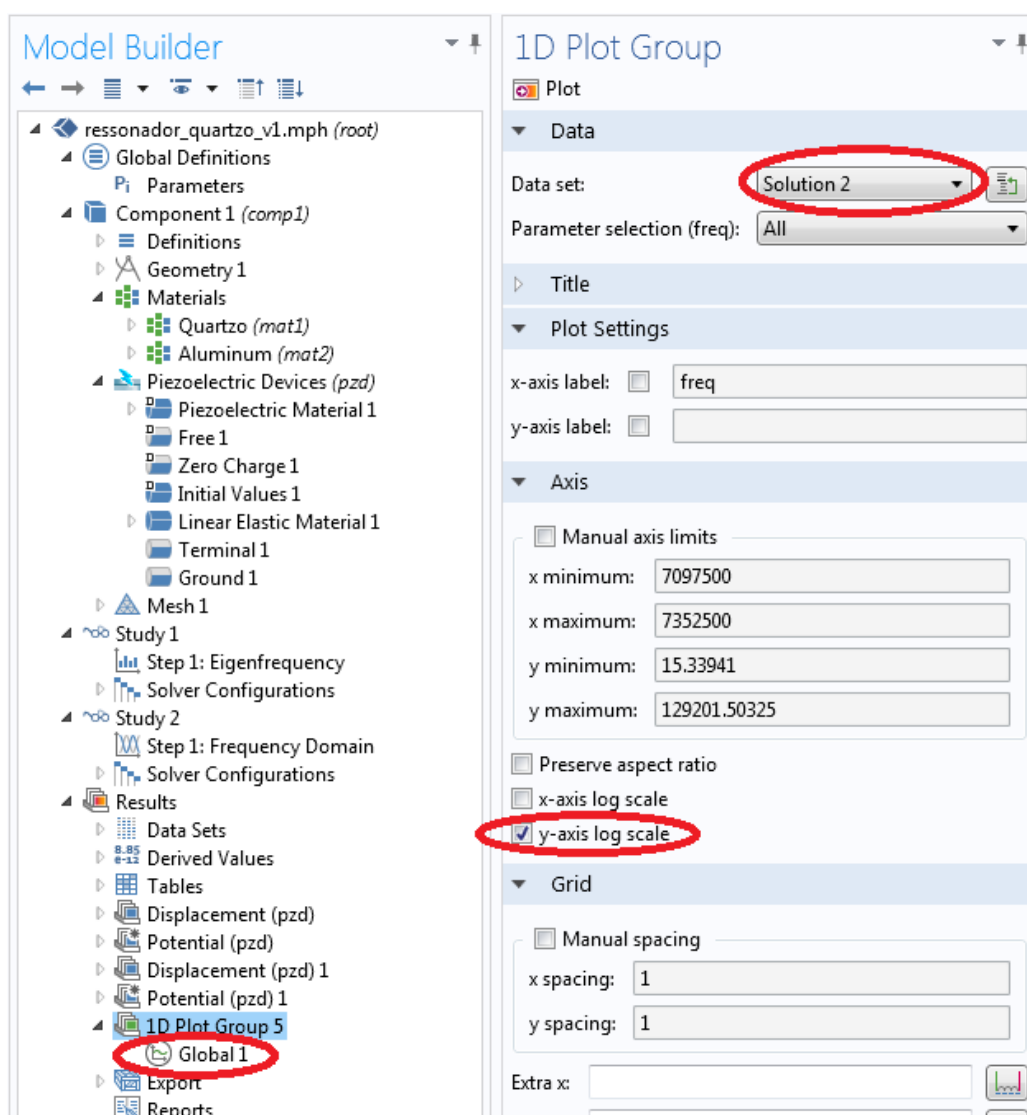 Model Builder
ressonador_quartzo_v1.mph (root)
Global Definitions
Pi Parameters
Component 1 (comp1)
Definitions
Geometry 1
Materials
Quartzo (mat1)
Aluminum (mat2)
Piezoelectric Devices (pzd)
Piezoelectric Material 1
Free 1
Zero Charge 1
Initial Values 1
Linear Elastic Material 1
Terminal 1
Ground 1
Mesh 1
Study 1
Step 1: Eigenfrequency
Solver Configurations
Study 2
Step 1: Frequency Domain
Solver Configurations
Results
Data Sets
8.85
e-12 Derived Values
Tables
Displacement (pzd)
Potential (pzd)
Displacement (pzd) 1
Potential (pzd) 1
1D Plot Group 5
Global 1
Export
Reports
1D Plot Group
Plot
Data
Data set: Solution 2
Parameter selection (freq): All
Title
Plot Settings
x-axis label: freq
y-axis label:
Axis
Manual axis limits
x minimum: 7097500
x maximum: 7352500
y minimum: 15.33941
y maximum: 129201.50325
Preserve aspect ratio
x-axis log scale
y-axis log scale
Grid
Manual spacing
x spacing: 1
y spacing: 1
Extra x: